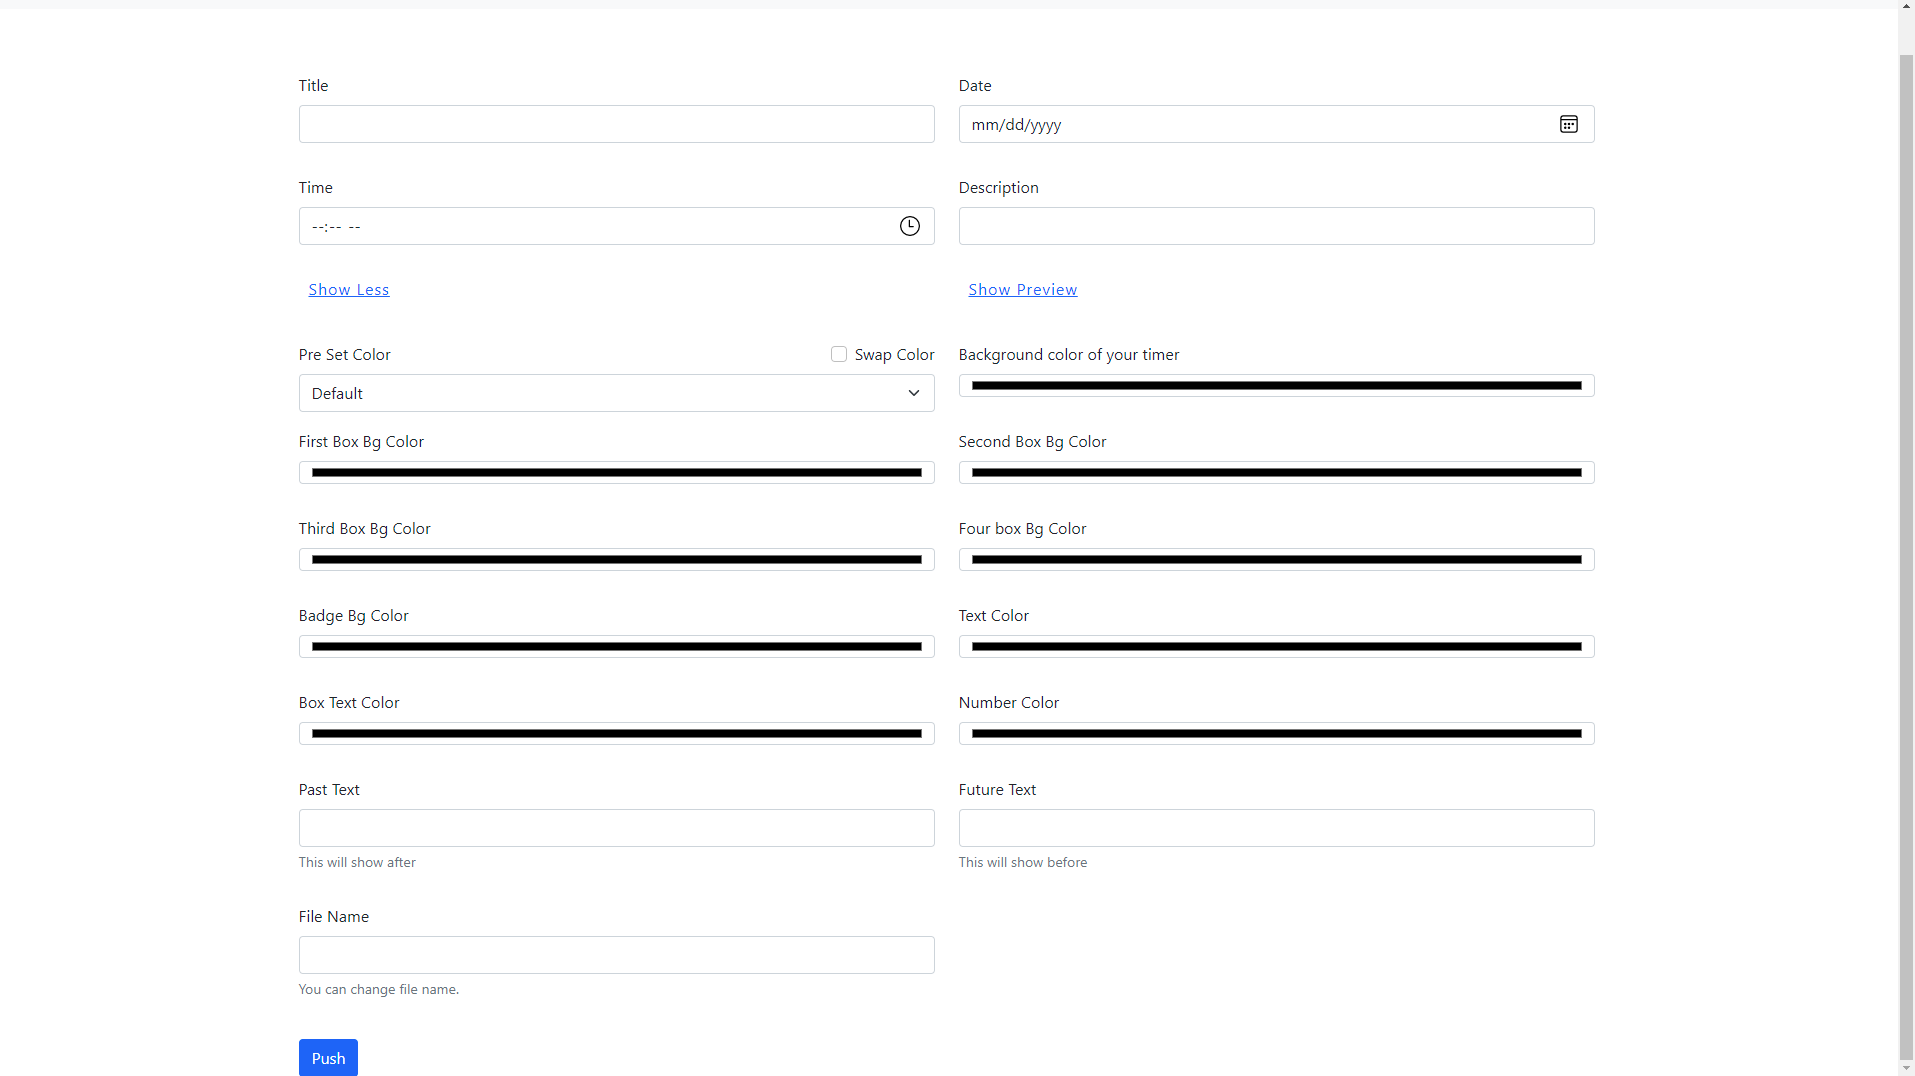 Title
Date
mm/dd/yyyy
Time
Description
--:-- --
Show Less
Show Preview
Pre Set Color
Swap Color
Background color of your timer
Default
First Box Bg Color
Second Box Bg Color
Third Box Bg Color
Four box Bg Color
Badge Bg Color
Text Color
Box Text Color
Number Color
Past Text
Future Text
This will show after
This will show before
File Name
You can change file name.
Push